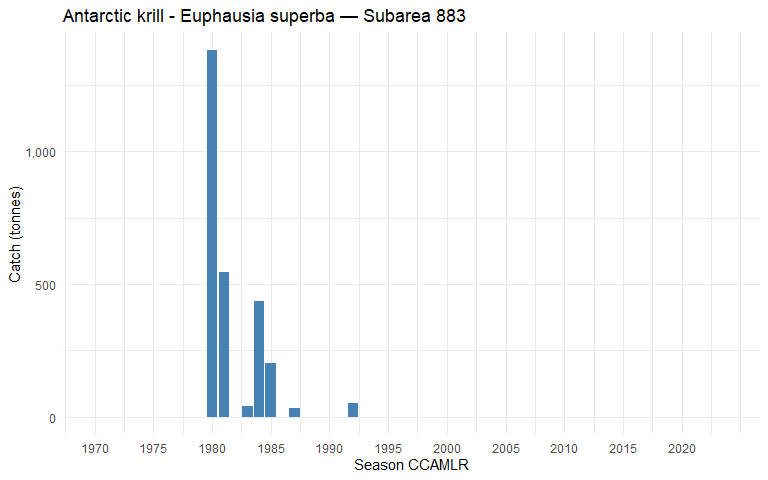 Antarctic krill - Euphausia superba — Subarea 883
Catch (tonnes)
1,000
500
0
1970 1975 1980 1985 1990 1995 2000 2005 2010 2015 2020
Season CCAMLR